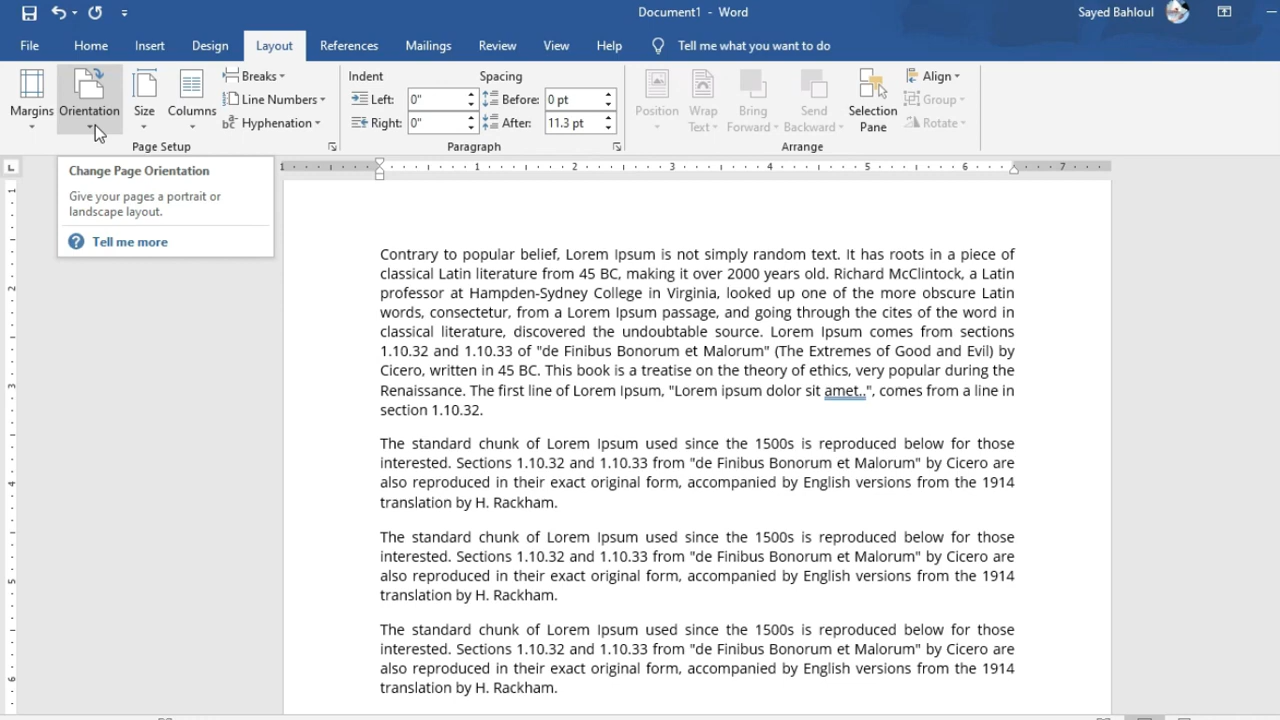 Document1 - Word
Sayed Bahloul
File Home Insert Design Layout References Mailings Review View Help Tell me what you want to do
Margins
Orientation
Size
Columns
Breaks
Line Numbers
Hyphenation
Page Setup
Indent
Left: 0"
Right: 0"
Spacing
Before: 0 pt
After: 11.3 pt
Paragraph
Position
Wrap
Text
Bring
Forward
Send
Backward
Selection
Pane
Align
Group
Rotate
Arrange
Change Page Orientation
Give your pages a portrait or
landscape layout.
Tell me more
1 1 2 3 4 5 6 7
1
2
3
4
5
6
Contrary to popular belief, Lorem Ipsum is not simply random text. It has roots in a piece of
classical Latin literature from 45 BC, making it over 2000 years old. Richard McClintock, a Latin
professor at Hampden-Sydney College in Virginia, looked up one of the more obscure Latin
words, consectetur, from a Lorem Ipsum passage, and going through the cites of the word in
classical literature, discovered the undoubtable source. Lorem Ipsum comes from sections
1.10.32 and 1.10.33 of "de Finibus Bonorum et Malorum" (The Extremes of Good and Evil) by
Cicero, written in 45 BC. This book is a treatise on the theory of ethics, very popular during the
Renaissance. The first line of Lorem Ipsum, "Lorem ipsum dolor sit amet..", comes from a line in
section 1.10.32.
The standard chunk of Lorem Ipsum used since the 1500s is reproduced below for those
interested. Sections 1.10.32 and 1.10.33 from "de Finibus Bonorum et Malorum" by Cicero are
also reproduced in their exact original form, accompanied by English versions from the 1914
translation by H. Rackham.
The standard chunk of Lorem Ipsum used since the 1500s is reproduced below for those
interested. Sections 1.10.32 and 1.10.33 from "de Finibus Bonorum et Malorum" by Cicero are
also reproduced in their exact original form, accompanied by English versions from the 1914
translation by H. Rackham.
The standard chunk of Lorem Ipsum used since the 1500s is reproduced below for those
interested. Sections 1.10.32 and 1.10.33 from "de Finibus Bonorum et Malorum" by Cicero are
also reproduced in their exact original form, accompanied by English versions from the 1914
translation by H. Rackham.